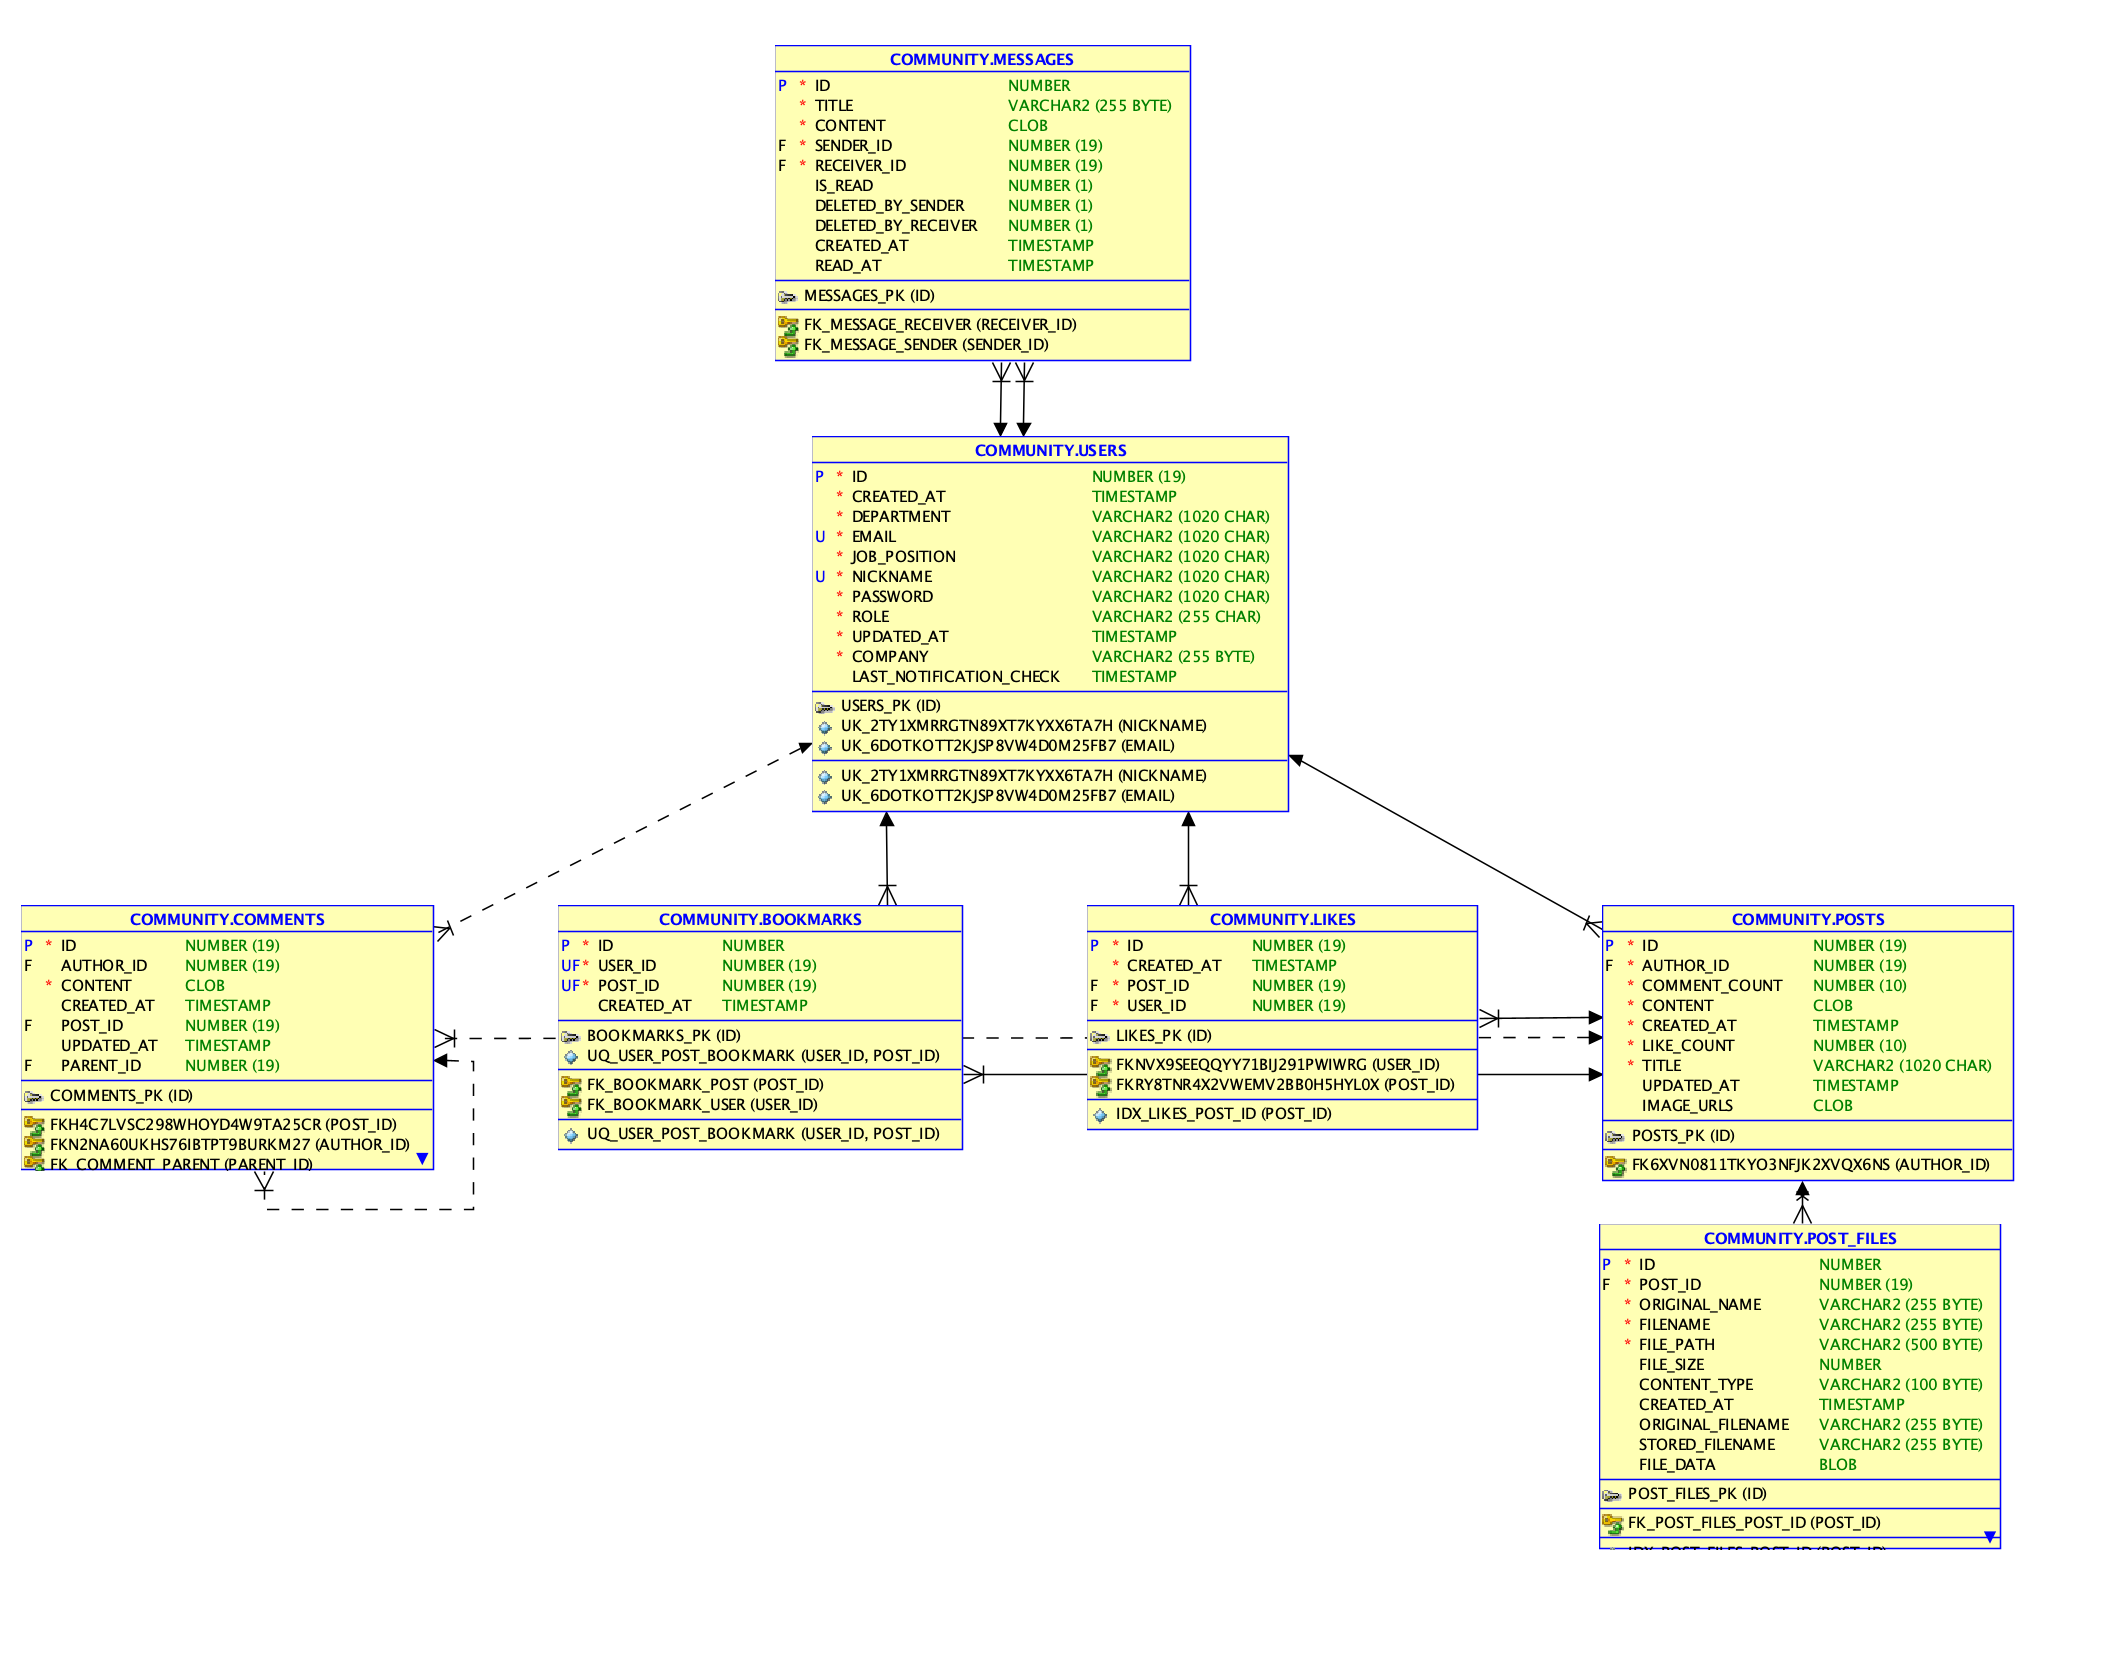 COMMUNITY.MESSAGES
P * ID NUMBER
* TITLE VARCHAR2 (255 BYTE)
* CONTENT CLOB
F * SENDER_ID NUMBER (19)
F * RECEIVER_ID NUMBER (19)
IS_READ NUMBER (1)
DELETED_BY_SENDER NUMBER (1)
DELETED_BY_RECEIVER NUMBER (1)
CREATED_AT TIMESTAMP
READ_AT TIMESTAMP
MESSAGES_PK (ID)
FK_MESSAGE_RECEIVER (RECEIVER_ID)
FK_MESSAGE_SENDER (SENDER_ID)
COMMUNITY.USERS
P * ID NUMBER (19)
* CREATED_AT TIMESTAMP
* DEPARTMENT VARCHAR2 (1020 CHAR)
U * EMAIL VARCHAR2 (1020 CHAR)
* JOB_POSITION VARCHAR2 (1020 CHAR)
U * NICKNAME VARCHAR2 (1020 CHAR)
* PASSWORD VARCHAR2 (1020 CHAR)
* ROLE VARCHAR2 (255 CHAR)
* UPDATED_AT TIMESTAMP
* COMPANY VARCHAR2 (255 BYTE)
LAST_NOTIFICATION_CHECK TIMESTAMP
USERS_PK (ID)
UK_2TY1XMRRGTN89XT7KYXX6TA7H (NICKNAME)
UK_6DOTKOTT2KJSP8VW4D0M25FB7 (EMAIL)
UK_2TY1XMRRGTN89XT7KYXX6TA7H (NICKNAME)
UK_6DOTKOTT2KJSP8VW4D0M25FB7 (EMAIL)
COMMUNITY.COMMENTS
P * ID NUMBER (19)
F AUTHOR_ID NUMBER (19)
* CONTENT CLOB
CREATED_AT TIMESTAMP
F POST_ID NUMBER (19)
UPDATED_AT TIMESTAMP
F PARENT_ID NUMBER (19)
COMMENTS_PK (ID)
FKH4C7LVSC298WHOYD4W9TA25CR (POST_ID)
FKN2NA60UKHS76IBTPT9BURKM27 (AUTHOR_ID)
FK_COMMENT_PARENT (PARENT_ID)
COMMUNITY.BOOKMARKS
P * ID NUMBER
UF* USER_ID NUMBER (19)
UF* POST_ID NUMBER (19)
CREATED_AT TIMESTAMP
BOOKMARKS_PK (ID)
UQ_USER_POST_BOOKMARK (USER_ID, POST_ID)
FK_BOOKMARK_POST (POST_ID)
FK_BOOKMARK_USER (USER_ID)
UQ_USER_POST_BOOKMARK (USER_ID, POST_ID)
COMMUNITY.LIKES
P * ID NUMBER (19)
* CREATED_AT TIMESTAMP
F * POST_ID NUMBER (19)
F * USER_ID NUMBER (19)
LIKES_PK (ID)
FKNVX9SEEQQYY71BIJ291PWIWRG (USER_ID)
FKRY8TNR4X2VWEMV2BB0H5HYL0X (POST_ID)
IDX_LIKES_POST_ID (POST_ID)
COMMUNITY.POSTS
P * ID NUMBER (19)
F * AUTHOR_ID NUMBER (19)
* COMMENT_COUNT NUMBER (10)
* CONTENT CLOB
* CREATED_AT TIMESTAMP
* LIKE_COUNT NUMBER (10)
* TITLE VARCHAR2 (1020 CHAR)
UPDATED_AT TIMESTAMP
IMAGE_URLS CLOB
POSTS_PK (ID)
FK6XVN0811TKYO3NFJK2XVQX6NS (AUTHOR_ID)
COMMUNITY.POST_FILES
P * ID NUMBER
F * POST_ID NUMBER (19)
* ORIGINAL_NAME VARCHAR2 (255 BYTE)
* FILENAME VARCHAR2 (255 BYTE)
* FILE_PATH VARCHAR2 (500 BYTE)
FILE_SIZE NUMBER
CONTENT_TYPE VARCHAR2 (100 BYTE)
CREATED_AT TIMESTAMP
ORIGINAL_FILENAME VARCHAR2 (255 BYTE)
STORED_FILENAME VARCHAR2 (255 BYTE)
FILE_DATA BLOB
POST_FILES_PK (ID)
FK_POST_FILES_POST_ID (POST_ID)